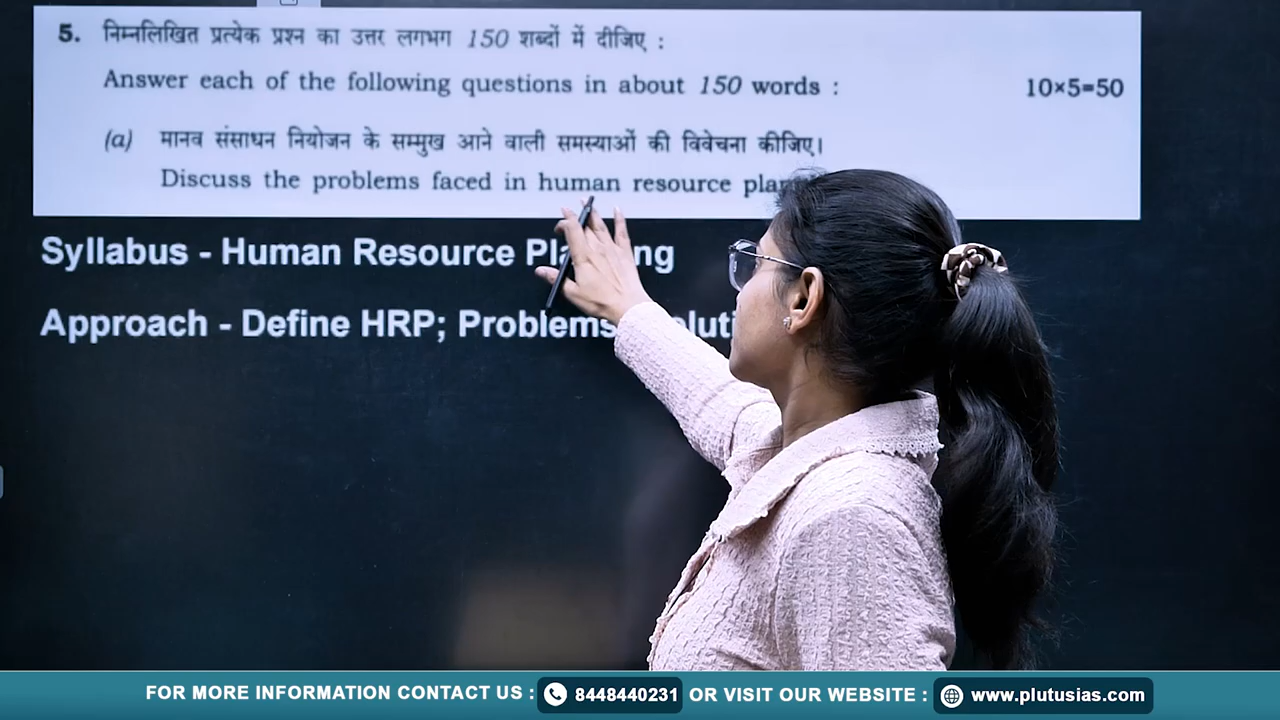 5. निम्नलिखित प्रत्येक प्रश्न का उत्तर लगभग 150 शब्दों में दीजिए :
Answer each of the following questions in about 150 words : 10×5=50
(a) मानव संसाधन नियोजन के सम्मुख आने वाली समस्याओं की विवेचना कीजिए।
Discuss the problems faced in human resource
Syllabus - Human Resource
Approach - Define HRP; Problems
FOR MORE INFORMATION CONTACT US : 8448440231 OR VISIT OUR WEBSITE : www.plutusias.com